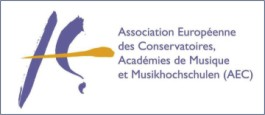 Association Européenne
des Conservatoires,
Académies de Musique
et Musikhochschulen (AEC)